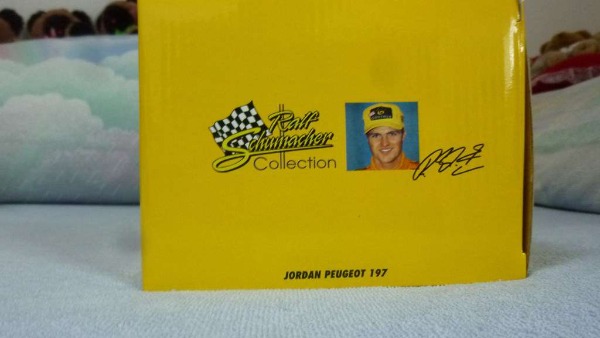 Ralf
Schumacher
Collection
JORDAN PEUGEOT 197